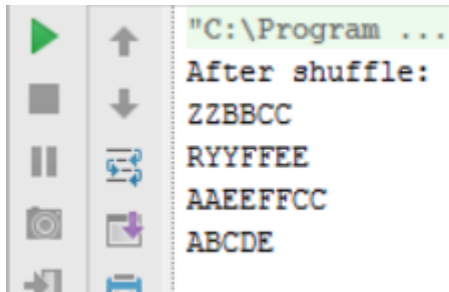 "C:\Program ...
After shuffle:
ZZBBCC
RYYFFEE
AAEEFFCC
ABCDE